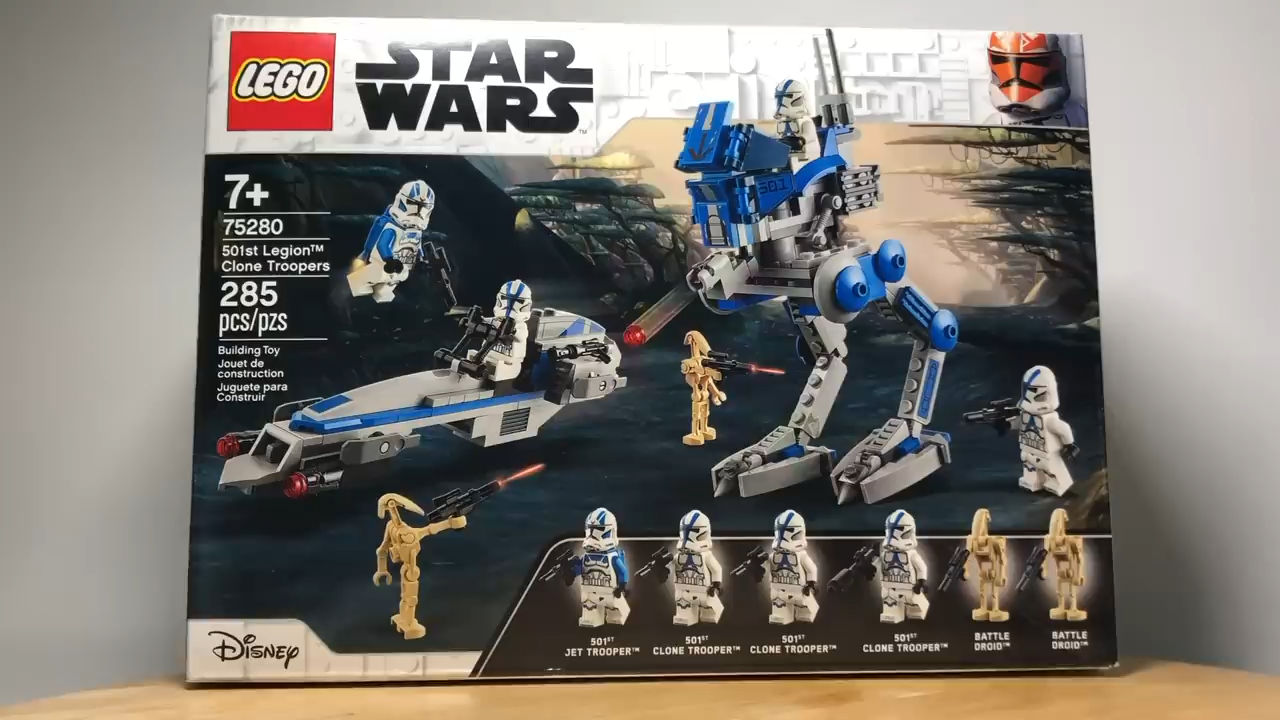 LEGO
STAR
WARS™
7+
75280
501st Legion™
Clone Troopers
285
pcs/pzs
Building Toy
Jouet de
construction
Juguete para
Construir
501
Disney
501ST
JET TROOPER™
501ST
CLONE TROOPER™
501ST
CLONE TROOPER™
501ST
CLONE TROOPER™
BATTLE
DROID™
BATTLE
DROID™